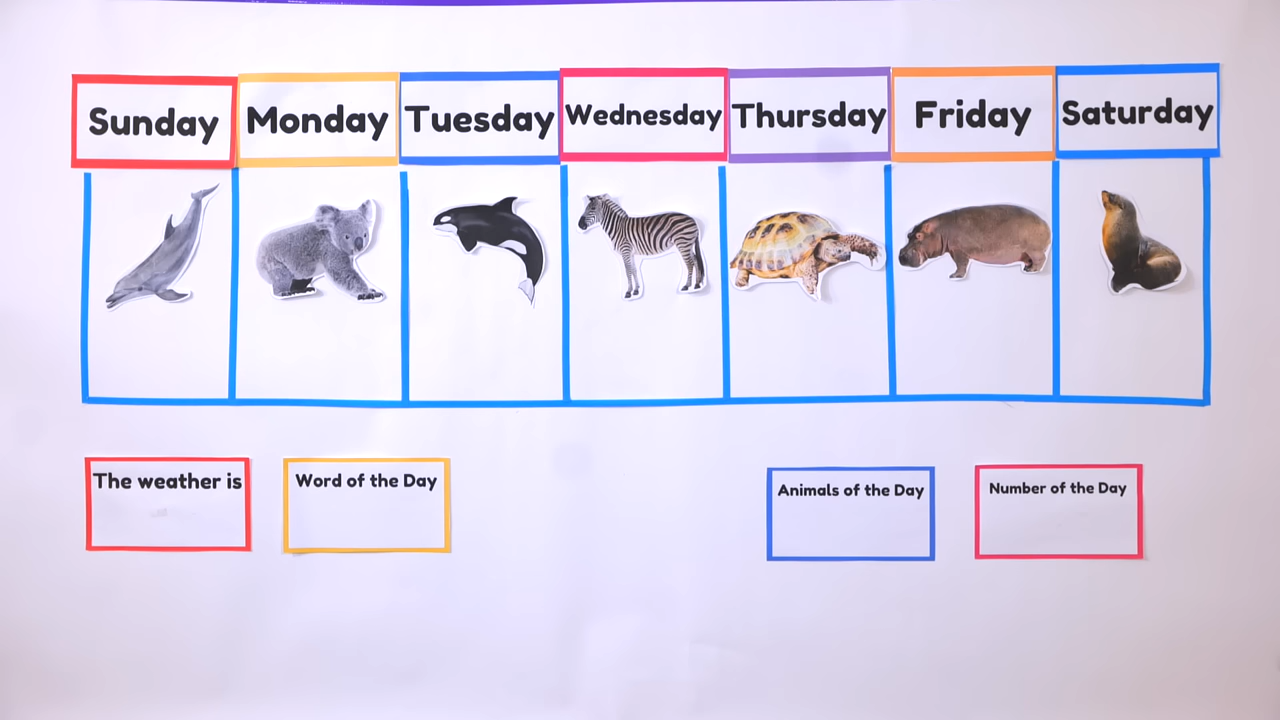 Sunday Monday Tuesday Wednesday Thursday Friday Saturday
The weather is
Word of the Day
Animals of the Day
Number of the Day